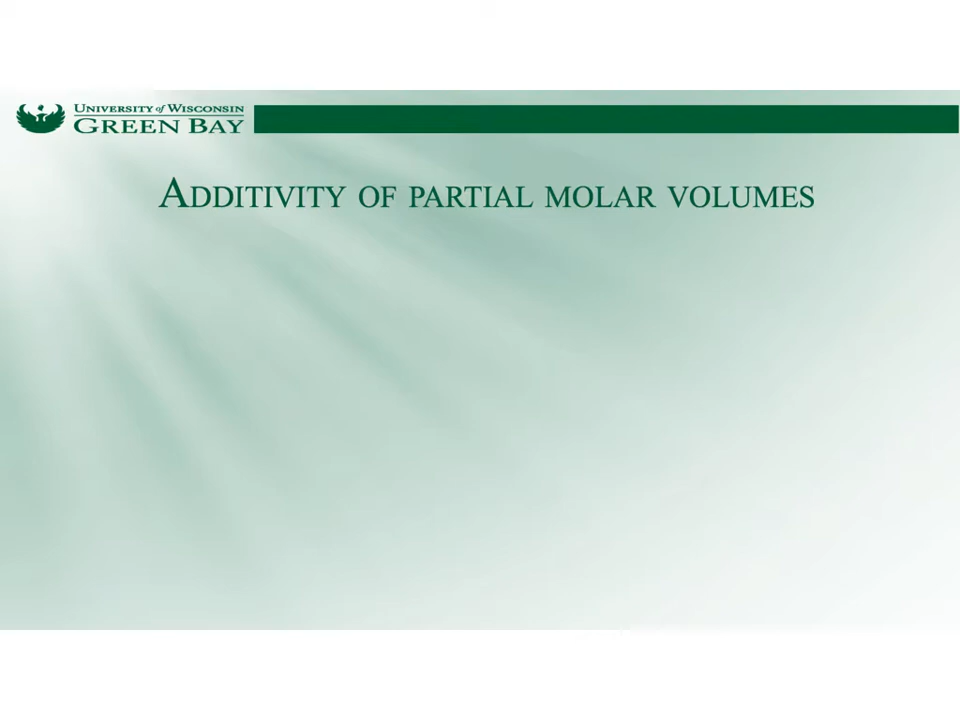 University of Wisconsin
Green Bay
Additivity of partial molar volumes